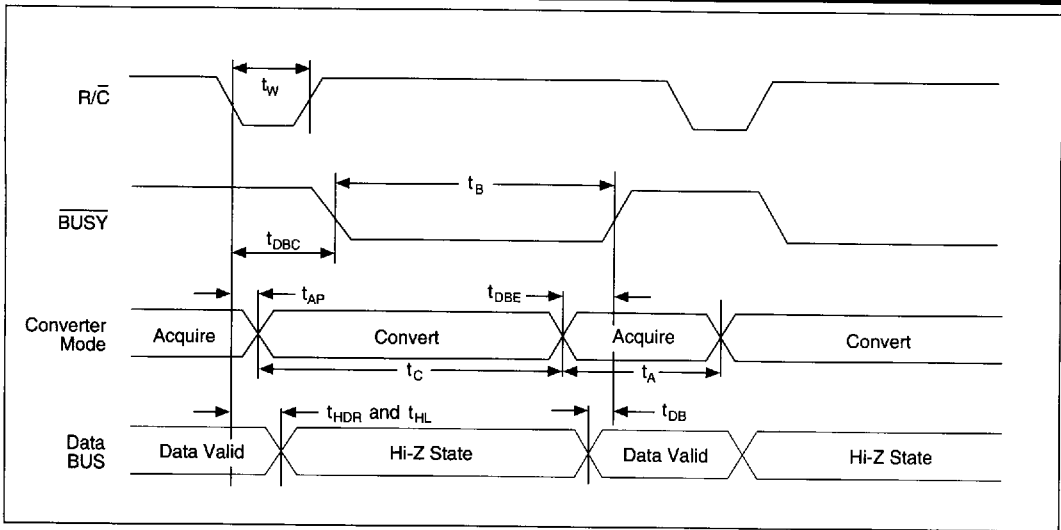 R/C̅
t_W
B̅U̅S̅Y̅
t_B
t_DBC
t_AP
t_DBE
Converter
Mode
Acquire
Convert
Acquire
Convert
t_C
t_A
t_HDR and t_HL
t_DB
Data
BUS
Data Valid
Hi-Z State
Data Valid
Hi-Z State